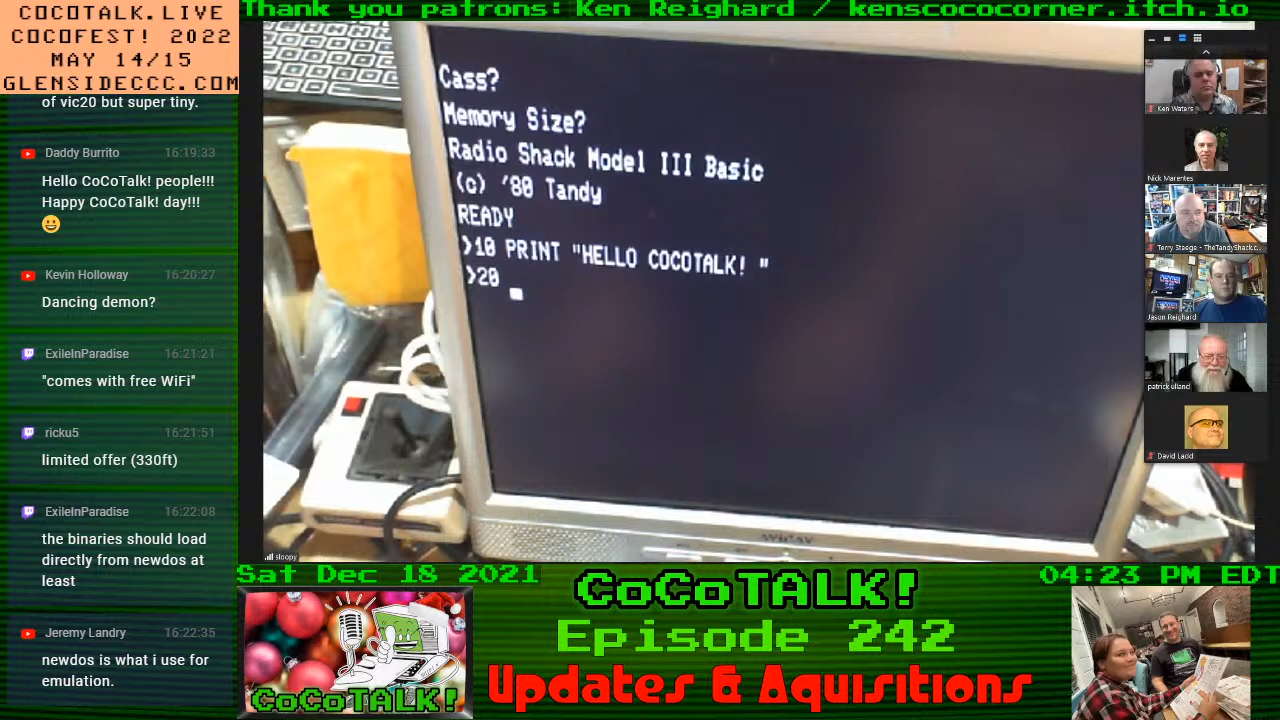 COCOTALK.LIVE
COCOFEST! 2022
MAY 14/15
GLENSIDECCC.COM
of vic20 but super tiny.
Daddy Burrito 16:19:33
Hello CoCoTalk! people!!!
Happy CoCoTalk! day!!!
Kevin Holloway 16:20:27
Dancing demon?
ExileInParadise 16:21:21
"comes with free WiFi"
ricku5 16:21:51
limited offer (330ft)
ExileInParadise 16:22:08
the binaries should load
directly from newdos at
least
Jeremy Landry 16:22:35
newdos is what i use for
emulation.
Thank you patrons: Ken Reighard / kenscococorner.itch.io
Cass?
Memory Size?
Radio Shack Model III Basic
(c) '80 Tandy
READY
>10 PRINT "HELLO COCOTALK! "
>20
sloopy
Ken Waters
Nick Marentes
Terry Steege - TheTandyShack.c...
Jason Reighard
patrick ulland
David Ladd
Sat Dec 18 2021
CoCoTALK!
04:23 PM EDT
Episode 242
Updates & Aquisitions
CoCoTALK!